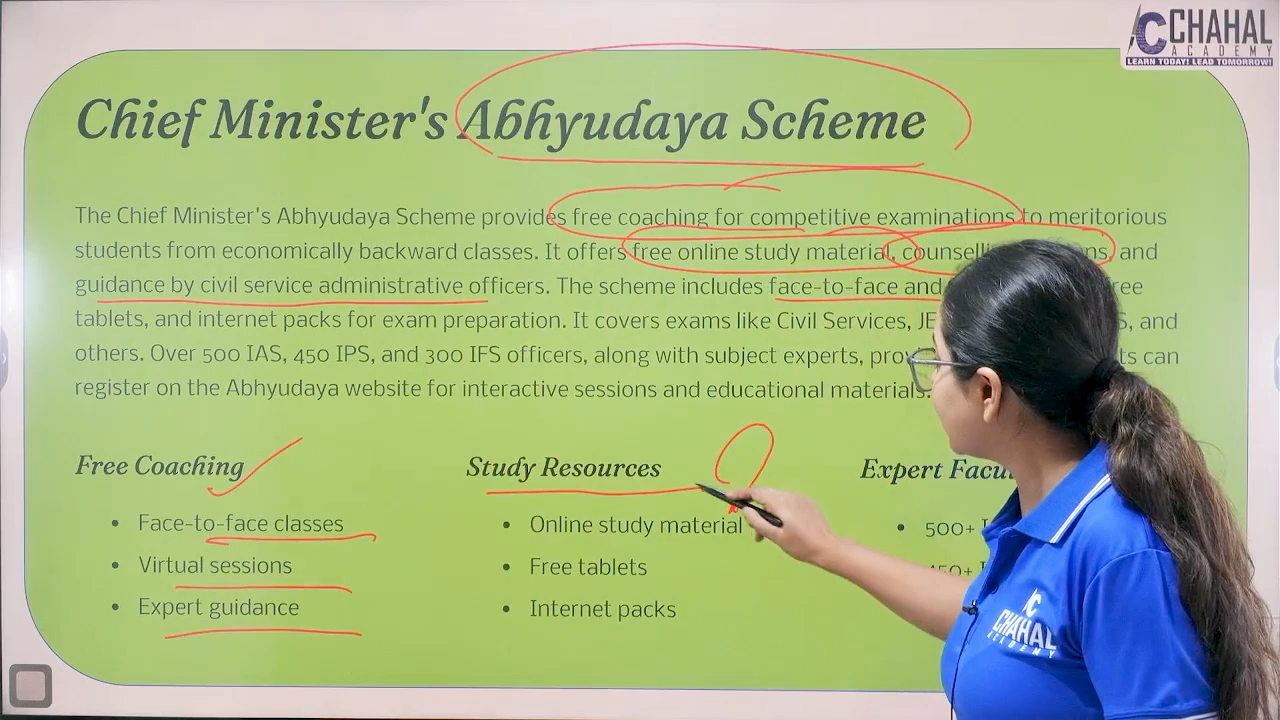 CHAHAL
ACADEMY
LEARN TODAY! LEAD TOMORROW!
Chief Minister's Abhyudaya Scheme
The Chief Minister's Abhyudaya Scheme provides free coaching for competitive examinations to meritorious
students from economically backward classes. It offers free online study material, and
guidance by civil service administrative officers. The scheme includes face-to-face and
tablets, and internet packs for exam preparation. It covers exams like Civil Services, and
others. Over 500 IAS, 450 IPS, and 300 IFS officers, along with subject experts, can
register on the Abhyudaya website for interactive sessions and educational materials.
Free Coaching
• Face-to-face classes
• Virtual sessions
• Expert guidance
Study Resources
• Online study material
• Free tablets
• Internet packs
Expert
• 500+
450+
CHAHAL
ACADEMY